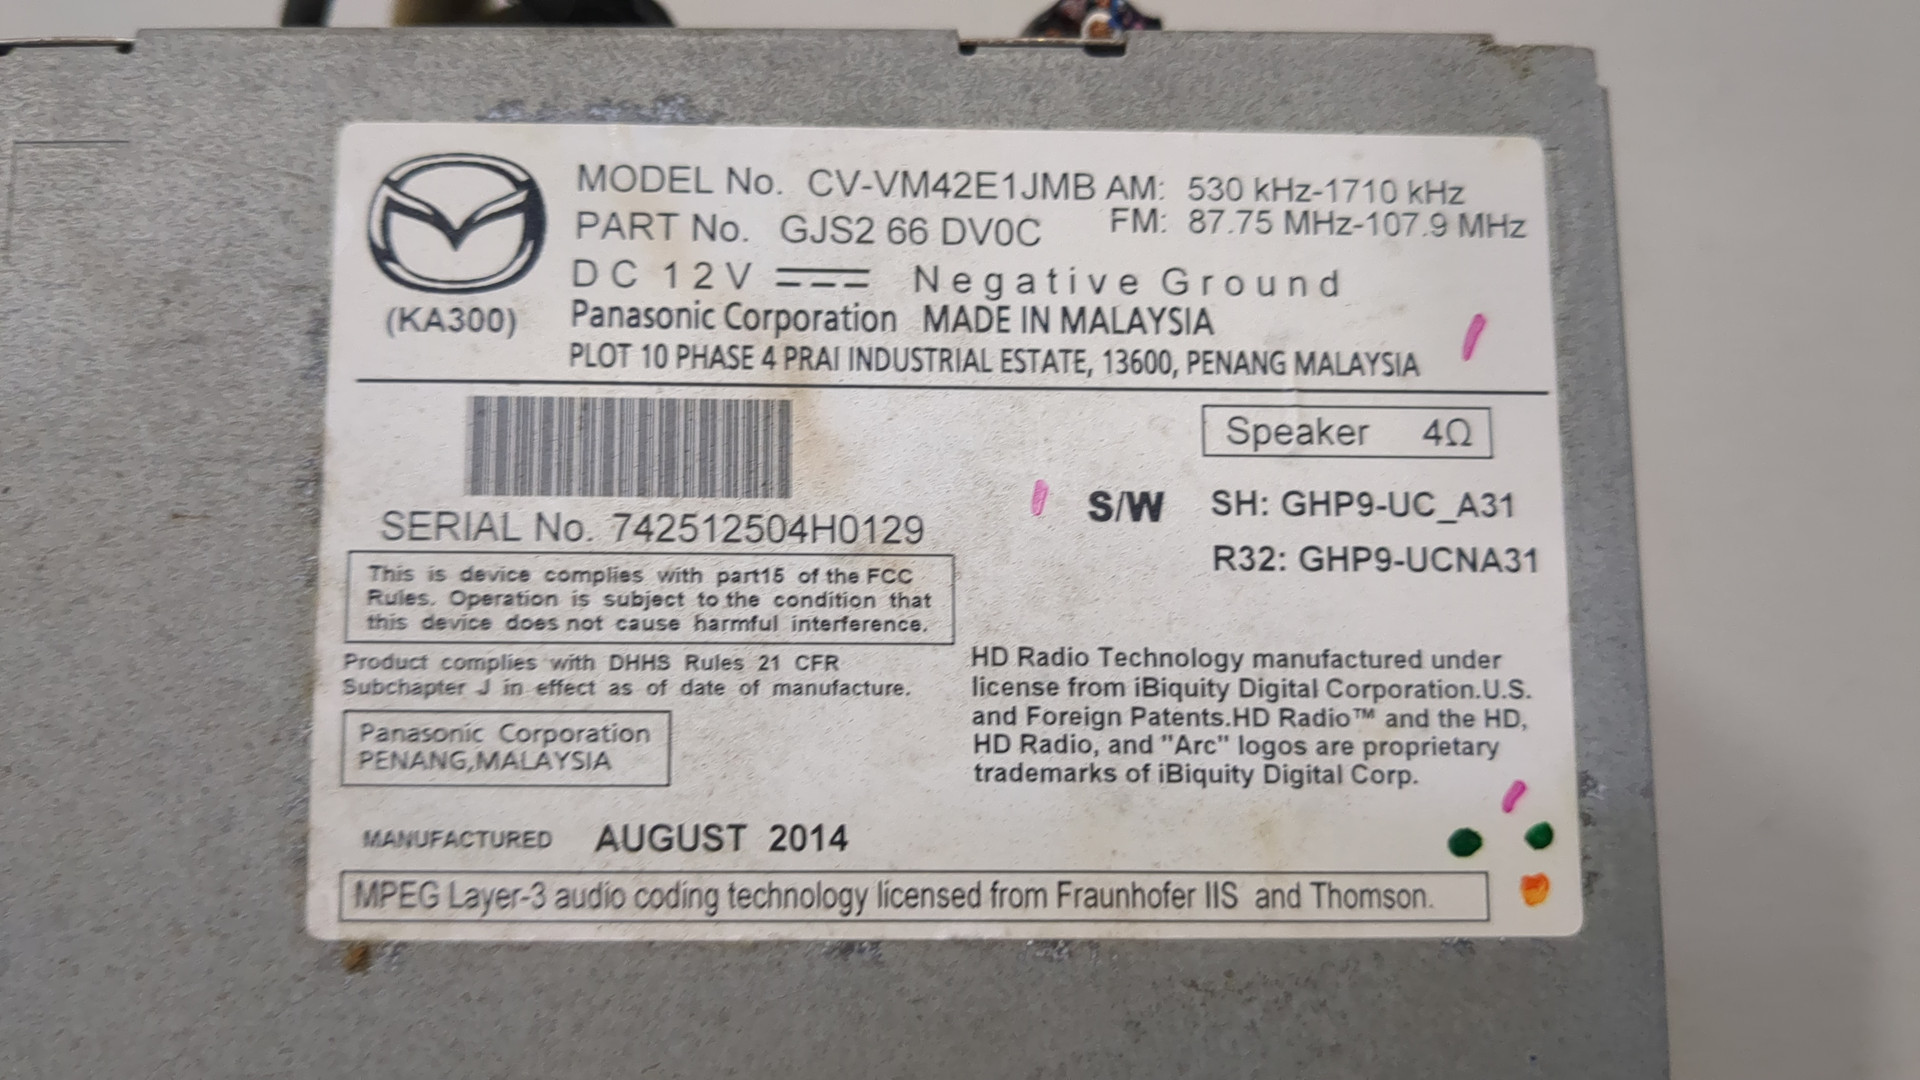 MODEL No. CV-VM42E1JMB AM: 530 kHz-1710 kHz
PART No. GJS2 66 DV0C FM: 87.75 MHz-107.9 MHz
DC 12V Negative Ground
(KA300)
Panasonic Corporation MADE IN MALAYSIA
PLOT 10 PHASE 4 PRAI INDUSTRIAL ESTATE, 13600, PENANG MALAYSIA
Speaker 4Ω
S/W SH: GHP9-UC_A31
R32: GHP9-UCNA31
SERIAL No. 742512504H0129
This is device complies with part15 of the FCC
Rules. Operation is subject to the condition that
this device does not cause harmful interference.
Product complies with DHHS Rules 21 CFR
Subchapter J in effect as of date of manufacture.
Panasonic Corporation
PENANG,MALAYSIA
HD Radio Technology manufactured under
license from iBiquity Digital Corporation.U.S.
and Foreign Patents.HD Radio™ and the HD,
HD Radio, and "Arc" logos are proprietary
trademarks of iBiquity Digital Corp.
MANUFACTURED AUGUST 2014
MPEG Layer-3 audio coding technology licensed from Fraunhofer IIS and Thomson.